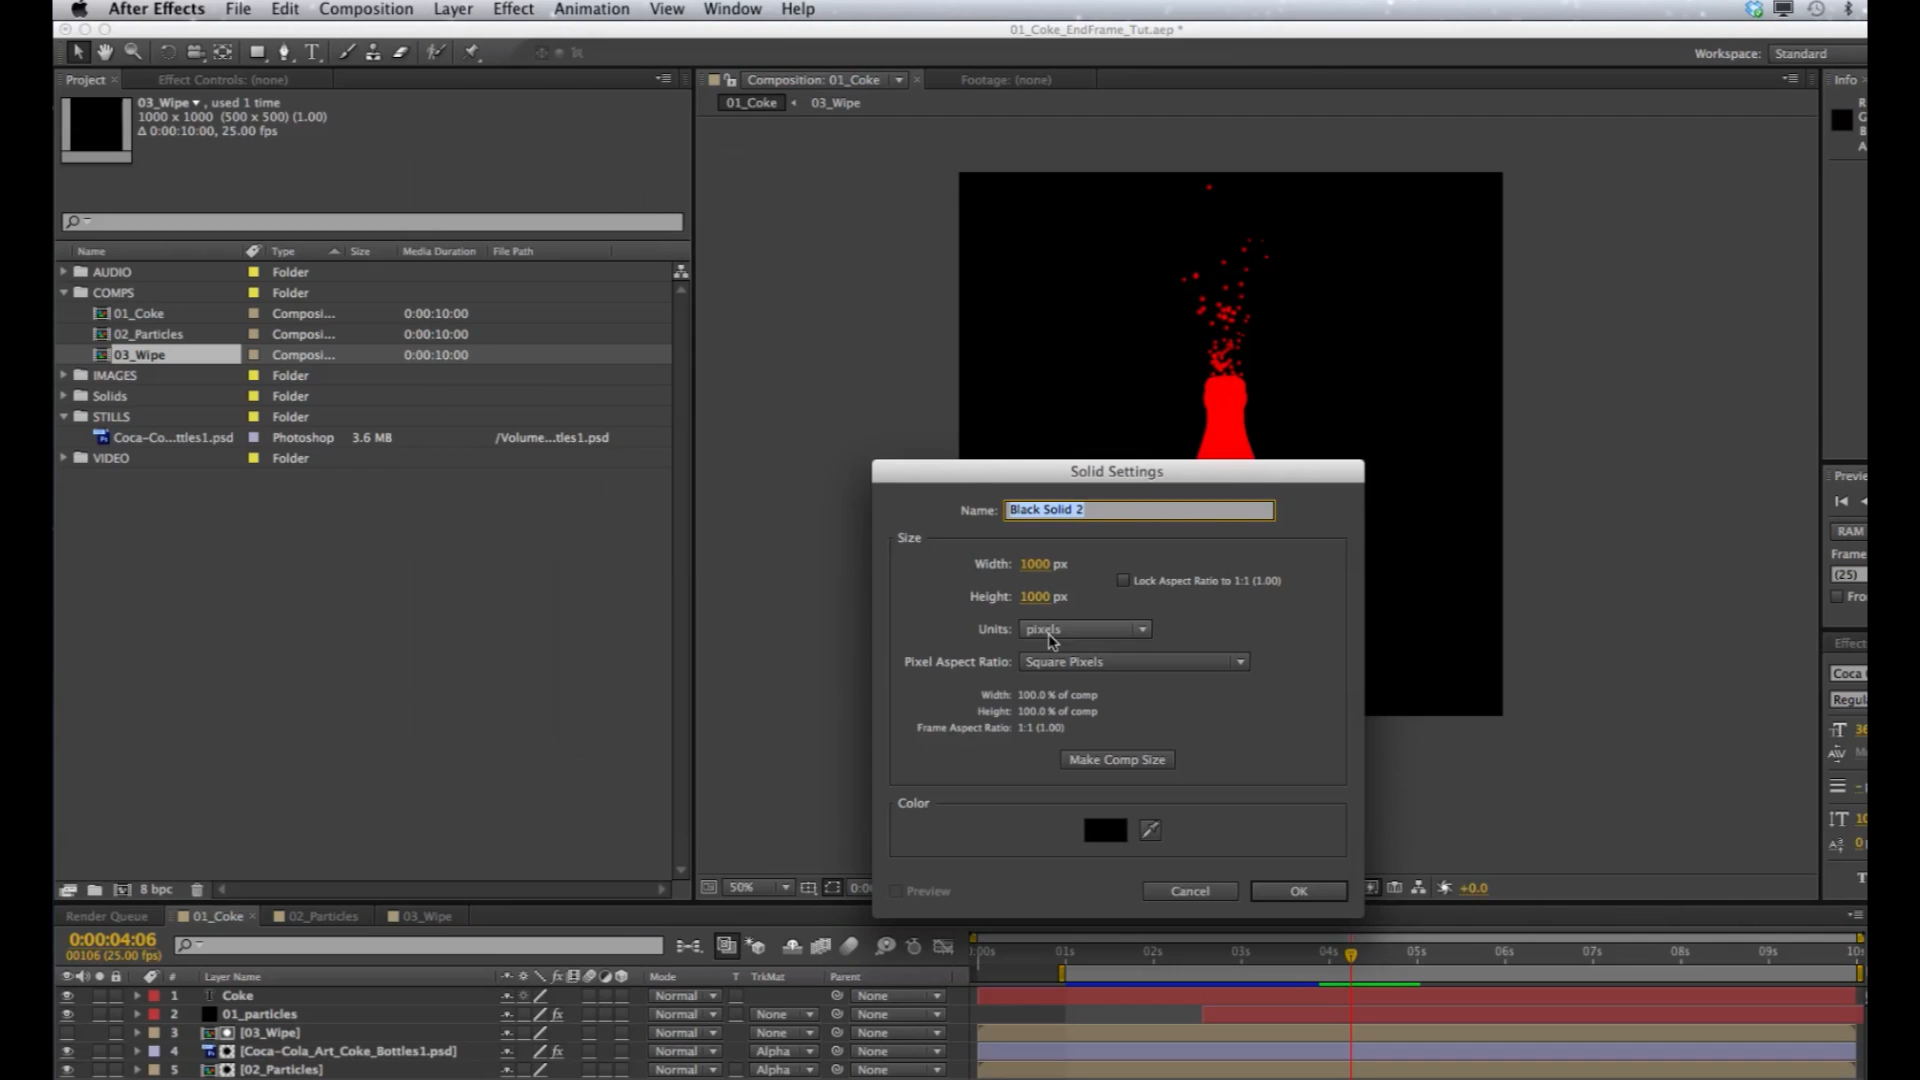 After Effects File Edit Composition Layer Effect Animation View Window Help
01_Coke_EndFrame_Tut.aep *
Workspace: Standard
Project × Effect Controls: (none)
Composition: 01_Coke × Footage: (none)
Info
03_Wipe ▾ , used 1 time
1000 x 1000 (500 x 500) (1.00)
Δ 0:00:10:00, 25.00 fps
01_Coke 03_Wipe
Name Type Size Media Duration File Path
AUDIO Folder
COMPS Folder
01_Coke Composi... 0:00:10:00
02_Particles Composi... 0:00:10:00
03_Wipe Composi... 0:00:10:00
IMAGES Folder
Solids Folder
STILLS Folder
Coca-Co...ttles1.psd Photoshop 3.6 MB /Volume...tles1.psd
VIDEO Folder
Solid Settings
Name: Black Solid 2
Size
Width: 1000 px
Lock Aspect Ratio to 1:1 (1.00)
Height: 1000 px
Units: pixels
Pixel Aspect Ratio: Square Pixels
Width: 100.0 % of comp
Height: 100.0 % of comp
Frame Aspect Ratio: 1:1 (1.00)
Make Comp Size
Color
Preview Cancel OK
Previe
RAM
Frame
(25)
Fro
Effect
Coca
Regul
8 bpc
50%
+0.0
Render Queue 01_Coke × 02_Particles 03_Wipe
0:00:04:06
00106 (25.00 fps)
:00s 01s 02s 03s 04s 05s 06s 07s 08s 09s 10s
# Layer Name fx Mode T TrkMat Parent
1 T Coke Normal None
2 01_particles fx Normal None None
3 [03_Wipe] Normal None None
4 [Coca-Cola_Art_Coke_Bottles1.psd] fx Normal Alpha None
5 [02_Particles] Normal Alpha None